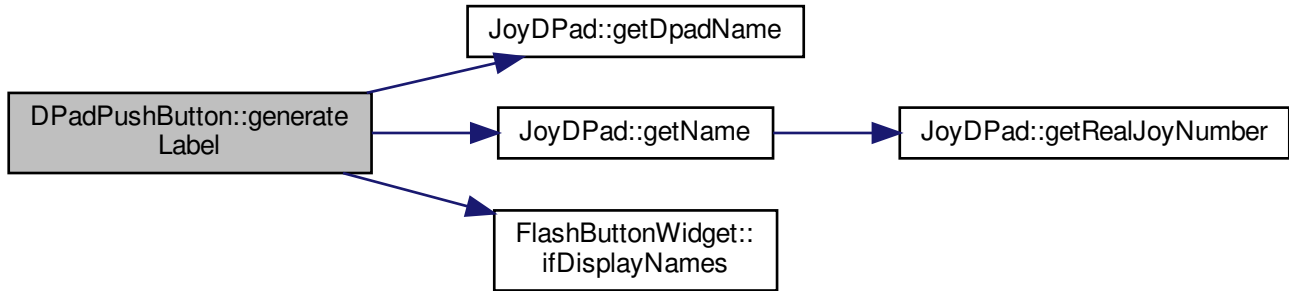 DPadPushButton::generate
Label
JoyDPad::getDpadName
JoyDPad::getName
JoyDPad::getRealJoyNumber
FlashButtonWidget::
ifDisplayNames